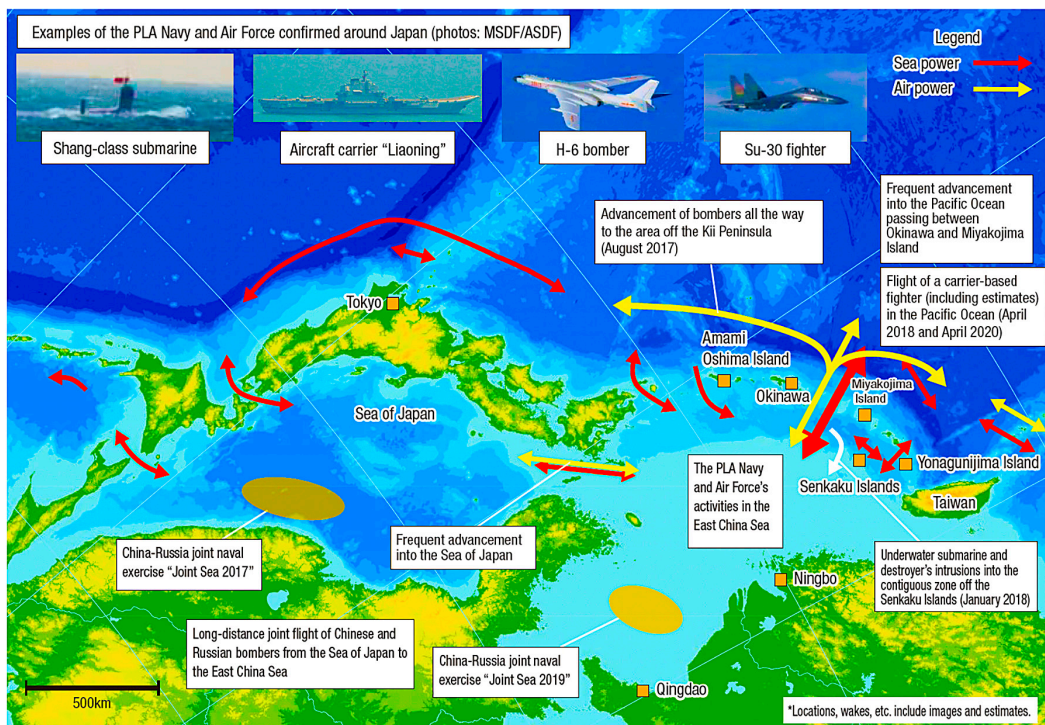 Examples of the PLA Navy and Air Force confirmed around Japan (photos: MSDF/ASDF)
Legend
Sea power
Air power
Shang-class submarine
Aircraft carrier “Liaoning”
H-6 bomber
Su-30 fighter
Advancement of bombers all the way
to the area off the Kii Peninsula
(August 2017)
Frequent advancement
into the Pacific Ocean
passing between
Okinawa and Miyakojima
Island
Flight of a carrier-based
fighter (including estimates)
in the Pacific Ocean (April
2018 and April 2020)
Tokyo
Amami
Oshima Island
Okinawa
Miyakojima
Island
Sea of Japan
Senkaku Islands
Yonagunijima Island
Taiwan
The PLA Navy
and Air Force’s
activities in the
East China Sea
Frequent advancement
into the Sea of Japan
China-Russia joint naval
exercise “Joint Sea 2017”
Underwater submarine and
destroyer’s intrusions into the
contiguous zone off the
Senkaku Islands (January 2018)
Ningbo
Long-distance joint flight of Chinese and
Russian bombers from the Sea of Japan to
the East China Sea
China-Russia joint naval
exercise “Joint Sea 2019”
Qingdao
500km
*Locations, wakes, etc. include images and estimates.